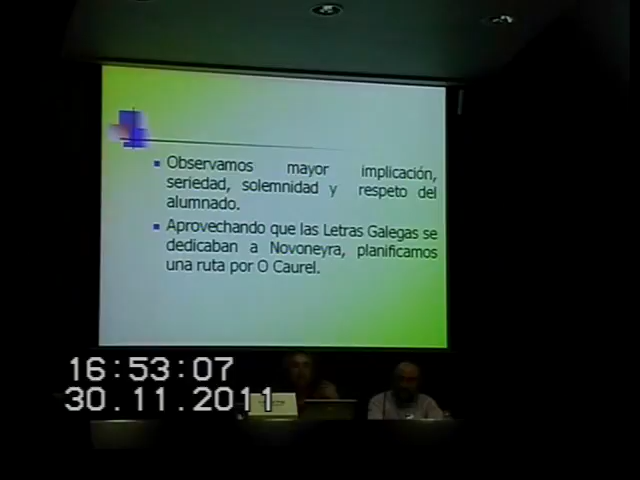 Observamos mayor implicación,
seriedad, solemnidad y respeto del
alumnado.
Aprovechando que las Letras Galegas se
dedicaban a Novoneyra, planificamos
una ruta por O Caurel.
16:53:07
30.11.2011